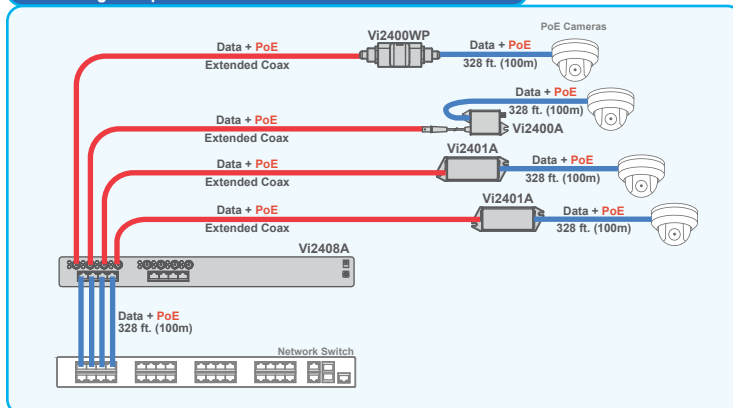 PoE Cameras
Vi2400WP
Data + PoE
Extended Coax
Data + PoE
328 ft. (100m)
Data + PoE
328 ft. (100m)
Data + PoE
Extended Coax
Vi2400A
Data + PoE
Extended Coax
Vi2401A
Data + PoE
328 ft. (100m)
Data + PoE
Extended Coax
Vi2401A
Data + PoE
328 ft. (100m)
Vi2408A
Data + PoE
328 ft. (100m)
Network Switch